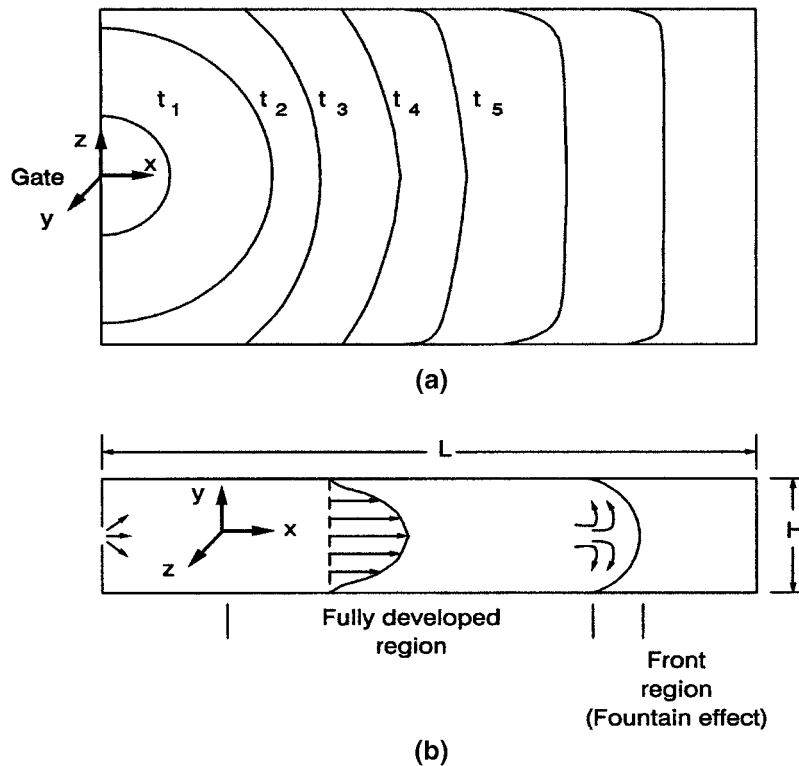 t 1
t 2
t 3
t 4
t 5
z
x
Gate
y
(a)
L
y
x
z
H
Fully developed
region
Front
region
(Fountain effect)
(b)